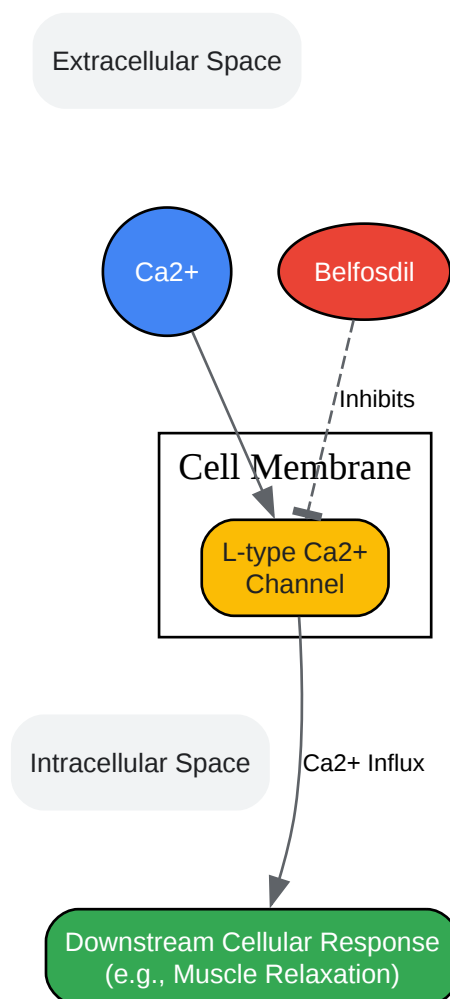 Extracellular Space
Ca2+
Belfosdil
Inhibits
Cell Membrane
L-type Ca2+
Channel
Intracellular Space
Ca2+ Influx
Downstream Cellular Response
(e.g., Muscle Relaxation)